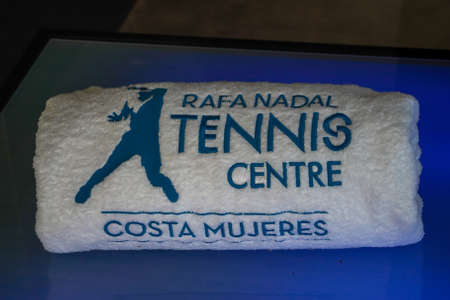 RAFA NADAL
TENNIS
CENTRE
COSTA MUJERES